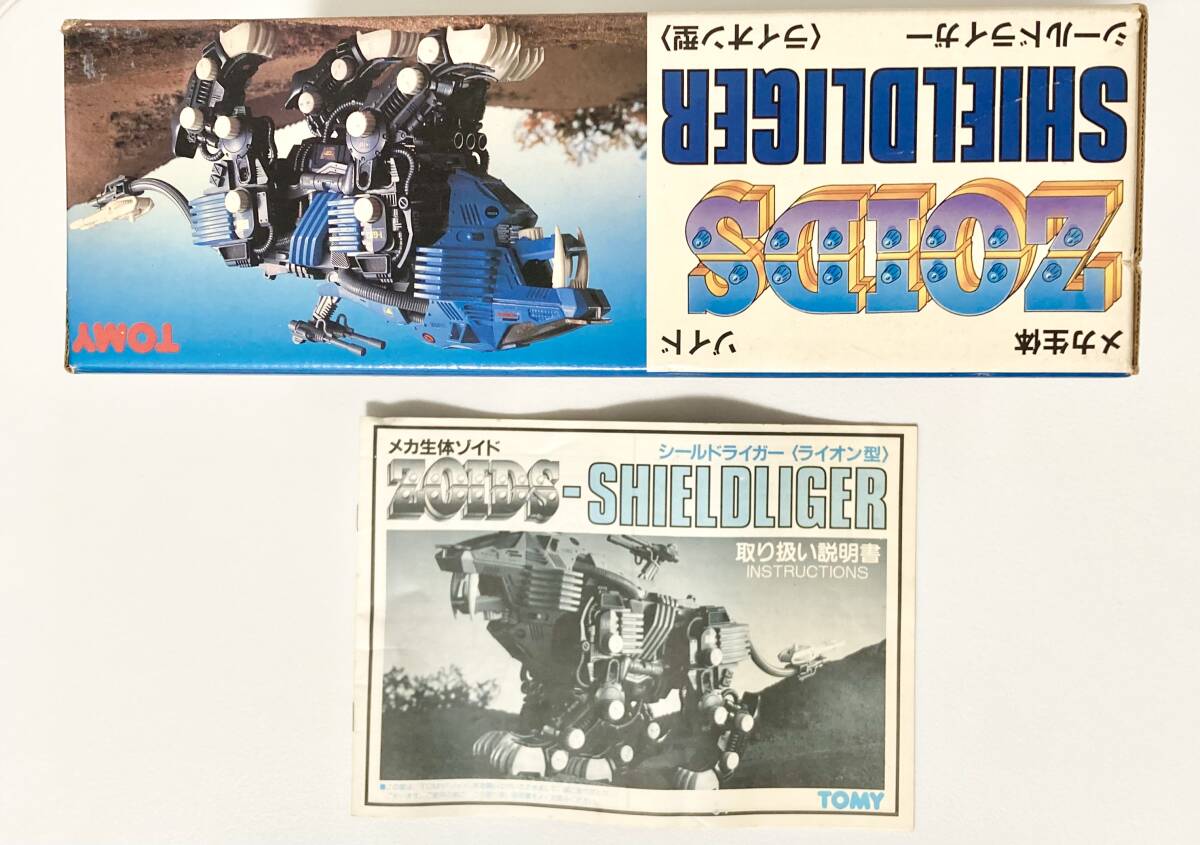 メカ生体 ゾイド
ZOIDS
SHIELDLIGER
シールドライガー 〈ライオン型〉
TOMY
メカ生体ゾイド
シールドライガー〈ライオン型〉
ZOIDS-SHIELDLIGER
取り扱い説明書
INSTRUCTIONS
TOMY